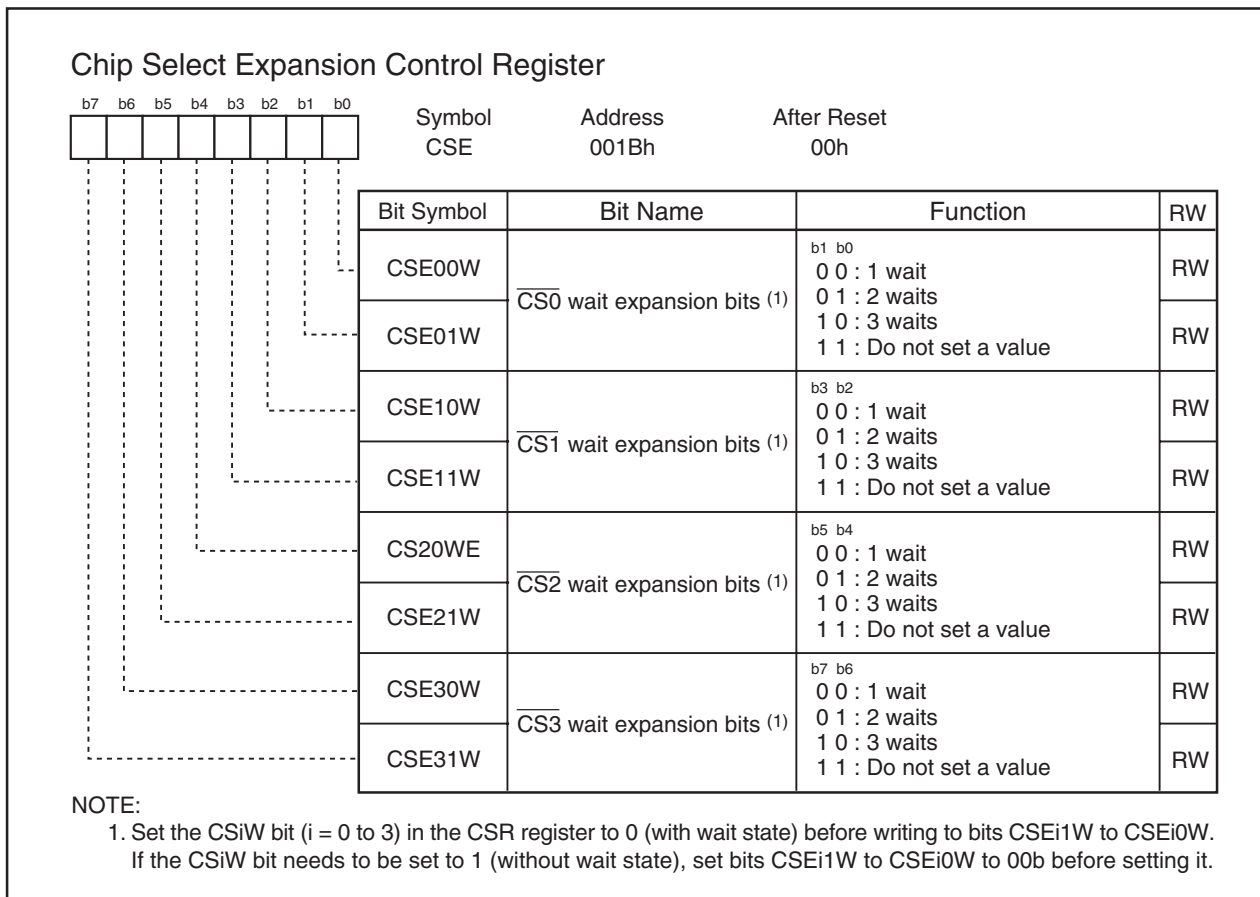 Chip Select Expansion Control Register
b7 b6 b5 b4 b3 b2 b1 b0
Symbol Address After Reset
CSE 001Bh 00h
Bit Symbol Bit Name Function RW
CSE00W
CSE01W
CS0 wait expansion bits (1)
b1 b0
0 0 : 1 wait
0 1 : 2 waits
1 0 : 3 waits
1 1 : Do not set a value
RW
RW
CSE10W
CSE11W
CS1 wait expansion bits (1)
b3 b2
0 0 : 1 wait
0 1 : 2 waits
1 0 : 3 waits
1 1 : Do not set a value
RW
RW
CS20WE
CSE21W
CS2 wait expansion bits (1)
b5 b4
0 0 : 1 wait
0 1 : 2 waits
1 0 : 3 waits
1 1 : Do not set a value
RW
RW
CSE30W
CSE31W
CS3 wait expansion bits (1)
b7 b6
0 0 : 1 wait
0 1 : 2 waits
1 0 : 3 waits
1 1 : Do not set a value
RW
RW
NOTE:
1. Set the CSiW bit (i = 0 to 3) in the CSR register to 0 (with wait state) before writing to bits CSEi1W to CSEi0W.
If the CSiW bit needs to be set to 1 (without wait state), set bits CSEi1W to CSEi0W to 00b before setting it.